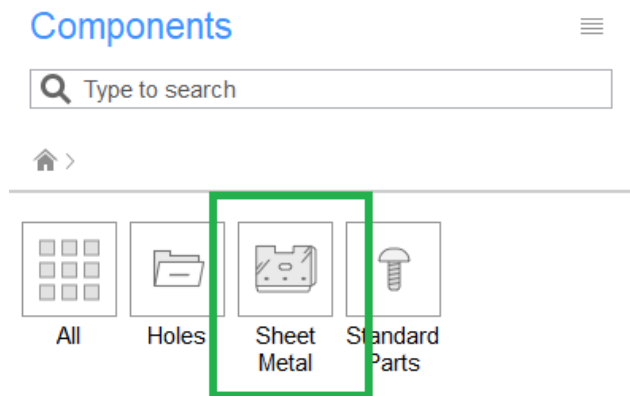 Components
Type to search
All
Holes
Sheet
Metal
Standard
Parts